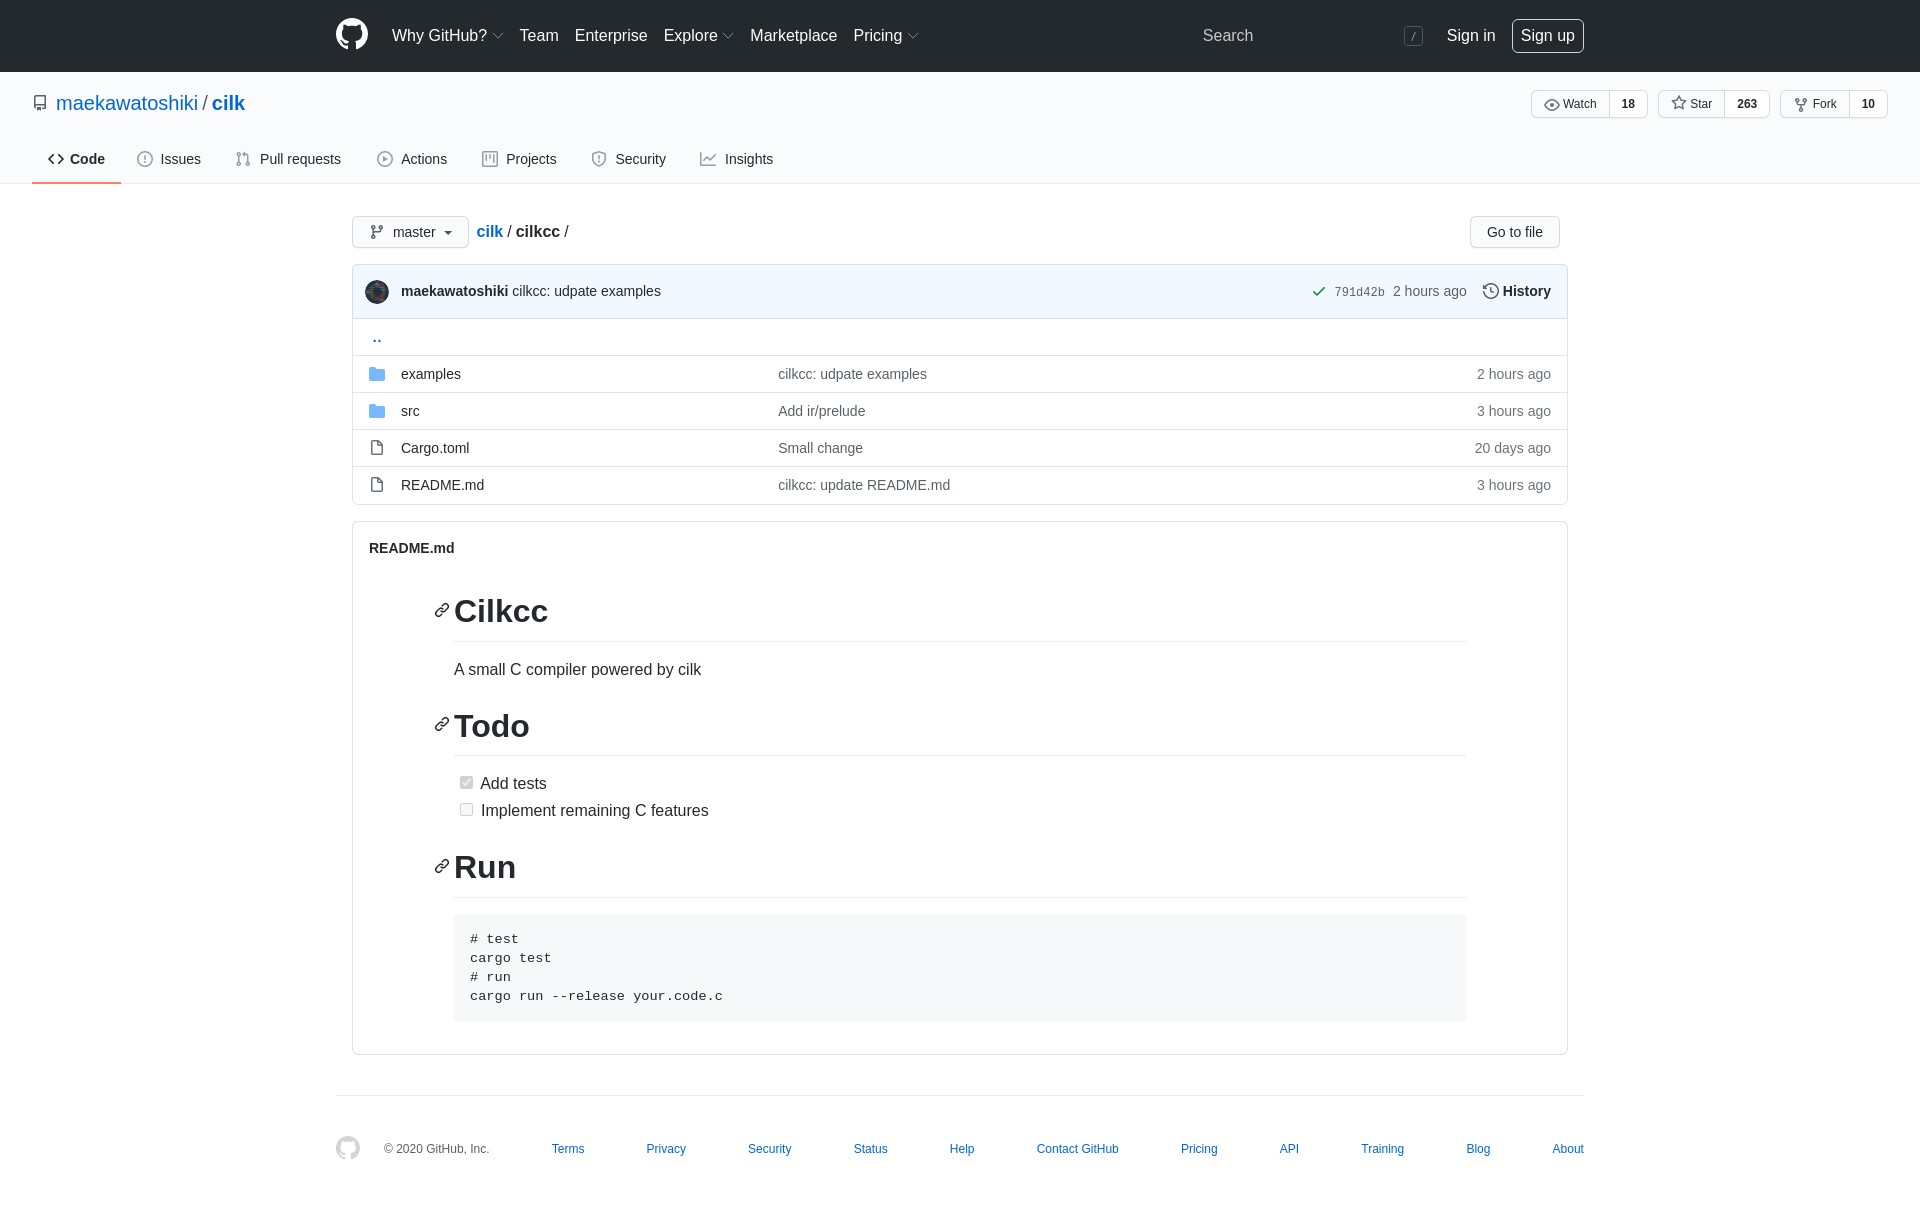 Why GitHub? Team Enterprise Explore Marketplace Pricing Search / Sign in Sign up
maekawatoshiki / cilk Watch 18 Star 263 Fork 10
Code Issues Pull requests Actions Projects Security Insights
master cilk / cilkcc / Go to file
maekawatoshiki cilkcc: udpate examples 791d42b 2 hours ago History
..
examples cilkcc: udpate examples 2 hours ago
src Add ir/prelude 3 hours ago
Cargo.toml Small change 20 days ago
README.md cilkcc: update README.md 3 hours ago
README.md
Cilkcc
A small C compiler powered by cilk
Todo
Add tests
Implement remaining C features
Run
# test
cargo test
# run
cargo run --release your.code.c
© 2020 GitHub, Inc. Terms Privacy Security Status Help Contact GitHub Pricing API Training Blog About